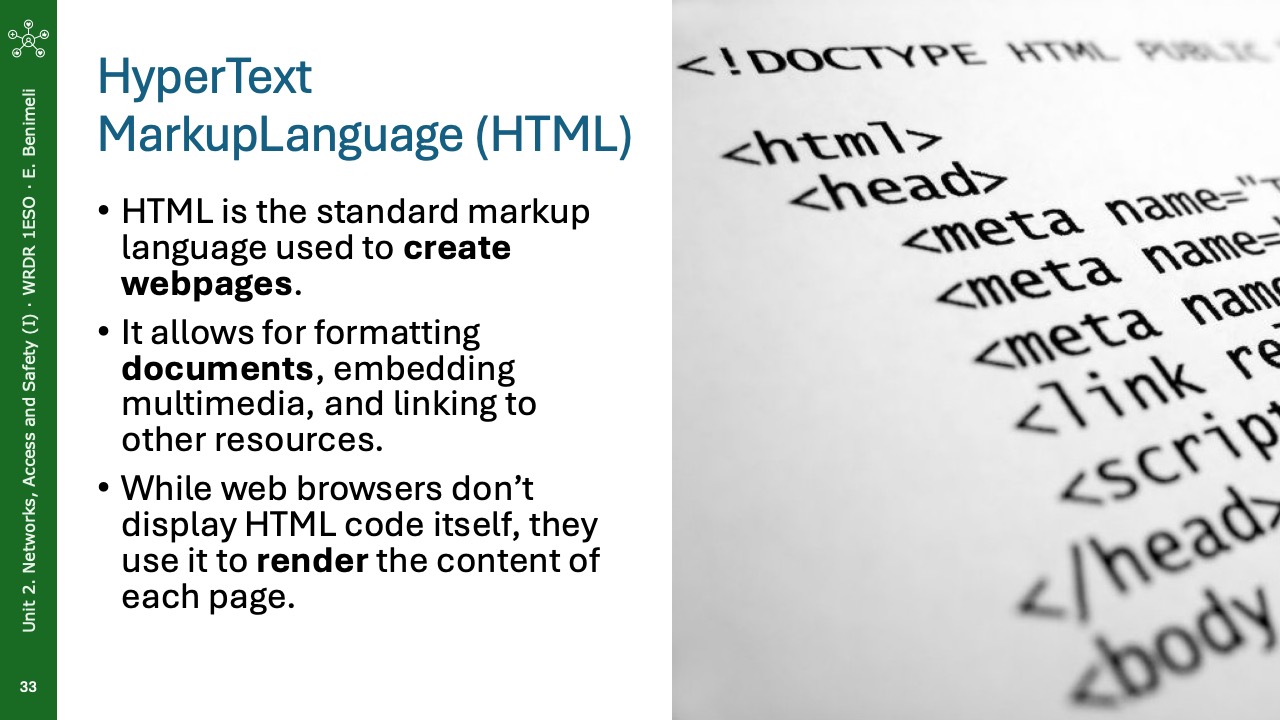 HyperText
MarkupLanguage (HTML)
• HTML is the standard markup
language used to create
webpages.
• It allows for formatting
documents, embedding
multimedia, and linking to
other resources.
• While web browsers don’t
display HTML code itself, they
use it to render the content of
each page.
Unit 2. Networks, Access and Safety (I) · WRDR 1ESO · E. Benimeli
33
<!DOCTYPE HTML PUBLIC
<html>
<head>
<meta name="T
<meta name=
<meta nam
<link re
<script
</head>
<body